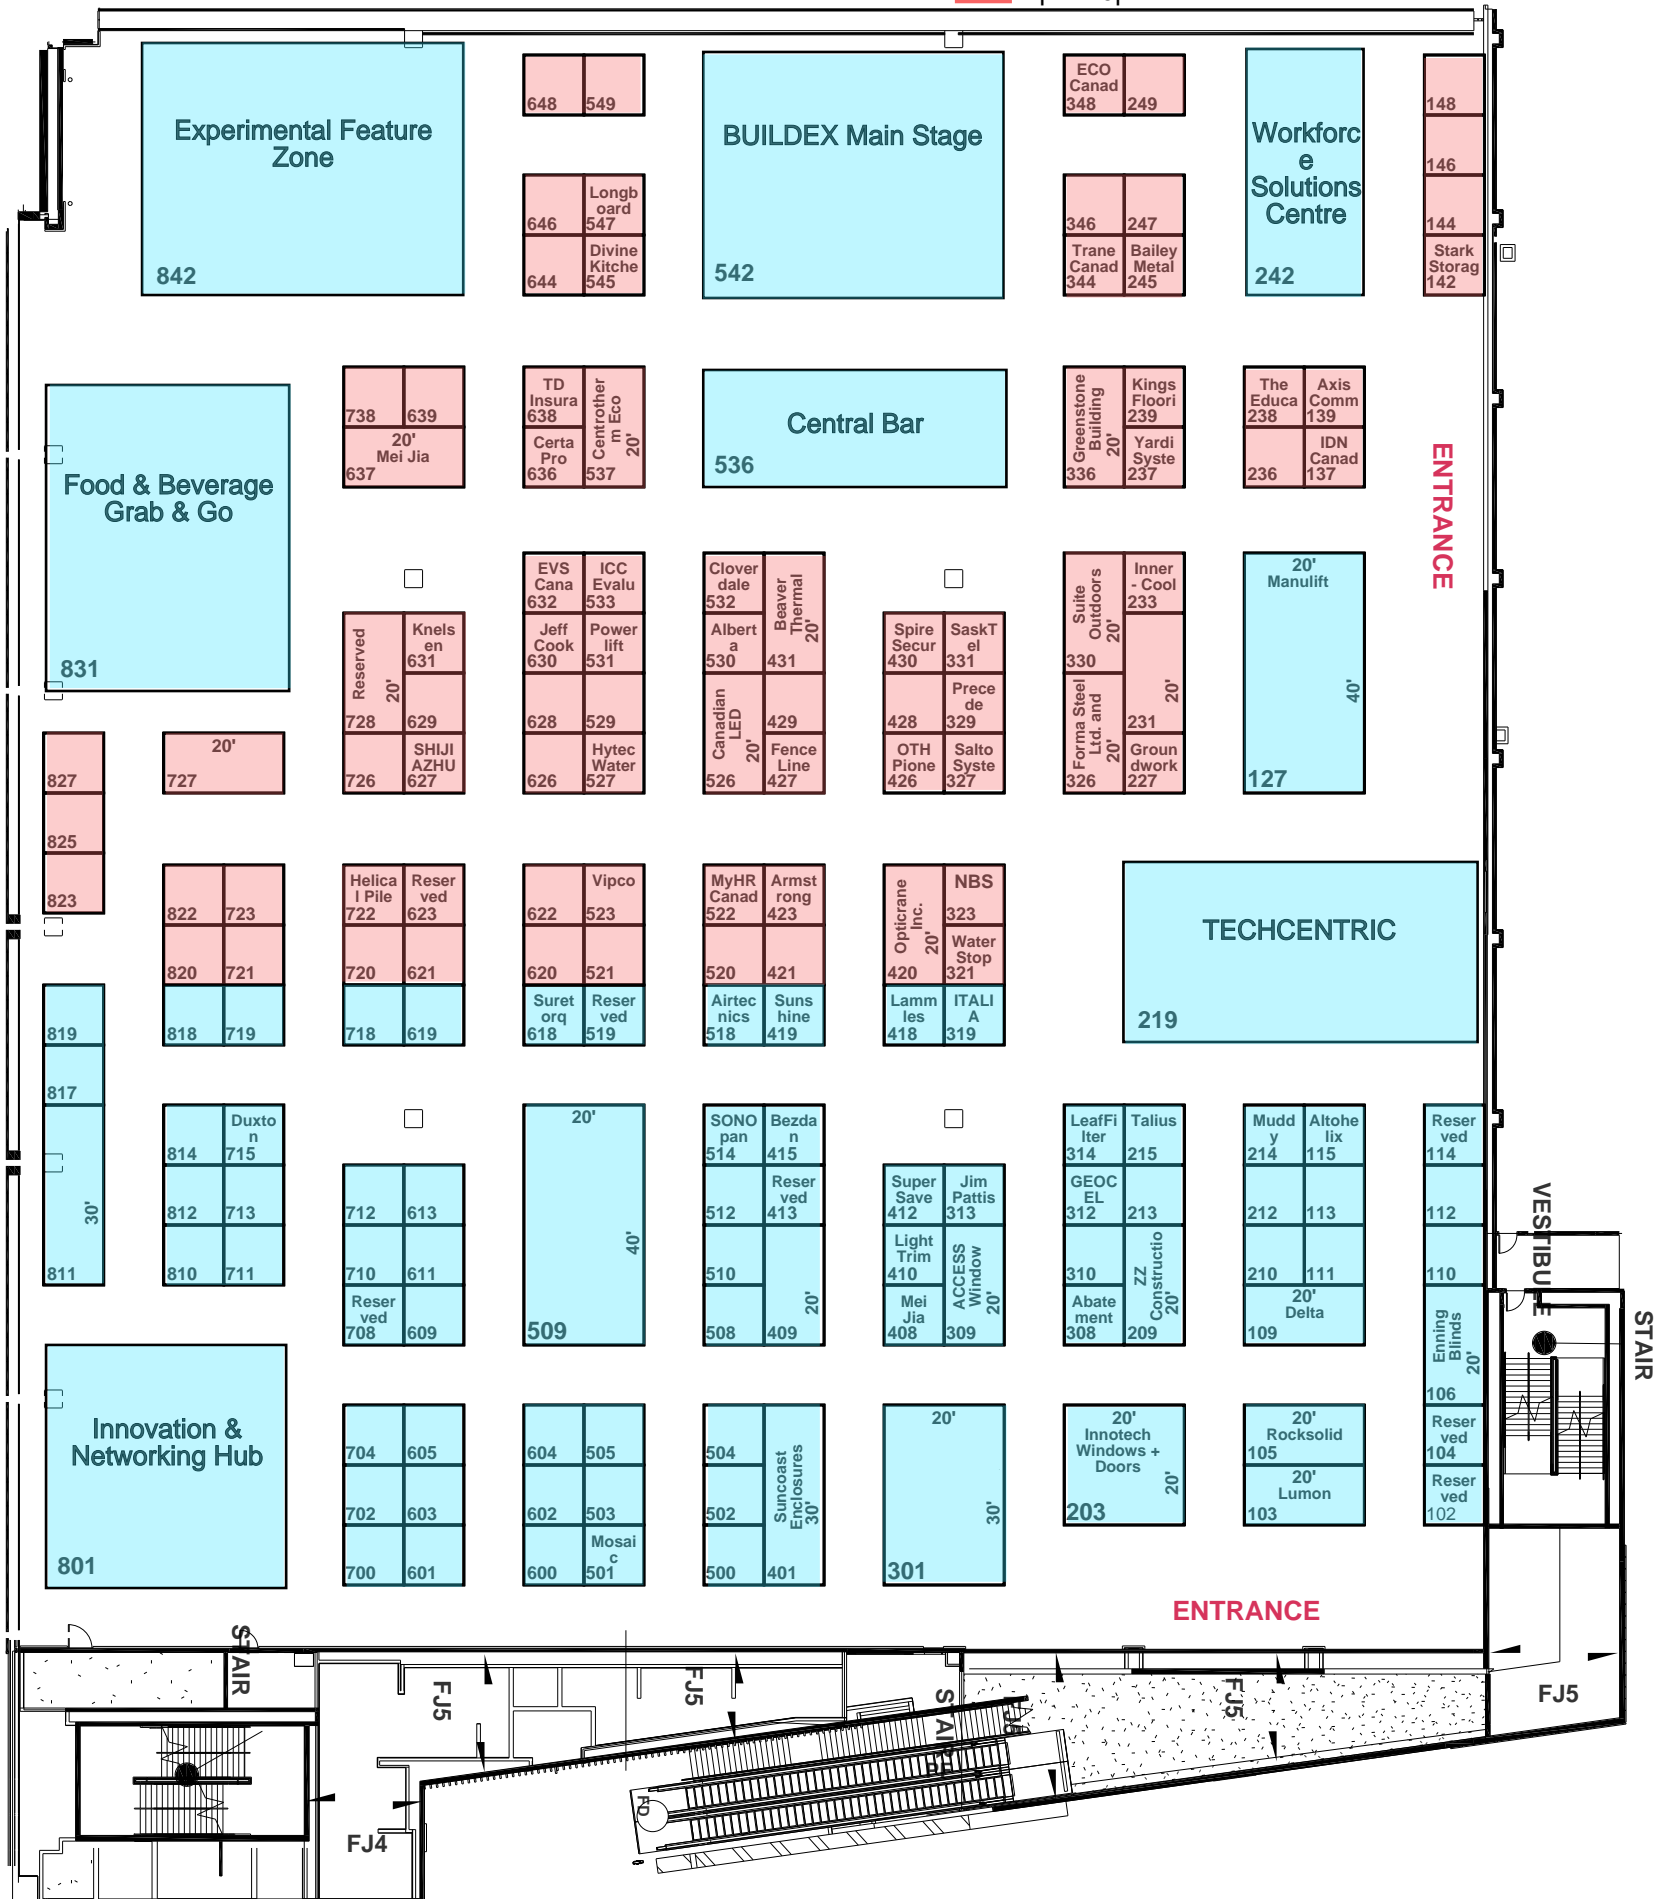 648
549
ECO
Canad
348
249
148
Experimental Feature
Zone
842
BUILDEX Main Stage
542
Workforc
e
Solutions
Centre
242
146
646
Longb
oard
547
346
247
144
644
Divine
Kitche
545
Trane
Canad
344
Bailey
Metal
245
Stark
Storag
142
738
639
20'
Mei Jia
637
TD
Insura
638
Certa
Pro
636
Centrother
m Eco
20'
537
Central Bar
536
Greenstone
Building
20'
336
Kings
Floori
239
Yardi
Syste
237
The
Educa
238
Axis
Comm
139
236
IDN
Canad
137
ENTRANCE
Food & Beverage
Grab & Go
831
EVS
Cana
632
ICC
Evalu
533
Jeff
Cook
630
Power
lift
531
628
529
626
Hytec
Water
527
Reserved
20'
728
Knels
en
631
629
726
SHIJI
AZHU
627
Clover
dale
532
Beaver
Thermal
20'
431
Albert
a
530
Canadian
LED
20'
526
429
Fence
Line
427
Spire
Secur
430
SaskT
el
331
428
Prece
de
329
OTH
Pione
426
Salto
Syste
327
Suite
Outdoors
20'
330
Inner
- Cool
233
Forma Steel
Ltd. and
20'
326
20'
231
Groun
dwork
227
20'
Manulift
40'
127
827
825
823
20'
727
822
723
820
721
818
719
Helica
l Pile
722
Reser
ved
623
720
621
718
619
622
Vipco
523
620
521
Suret
orq
618
Reser
ved
519
MyHR
Canad
522
Armst
rong
423
520
421
Airtec
nics
518
Suns
hine
419
Opticrane
Inc.
20'
420
NBS
323
Water
Stop
321
Lamm
les
418
ITALI
A
319
TECHCENTRIC
219
819
817
30'
811
814
Duxto
n
715
812
713
810
711
712
613
710
611
Reser
ved
708
609
20'
40'
509
SONO
pan
514
Bezda
n
415
512
Reser
ved
413
510
508
20'
409
Super
Save
412
Jim
Pattis
313
Light
Trim
410
Mei
Jia
408
ACCESS
Window
20'
309
LeafFi
lter
314
Talius
215
GEOC
EL
312
213
310
Abate
ment
308
ZZ
Constructio
20'
209
Mudd
y
214
Altohe
lix
115
212
113
210
111
20'
Delta
109
Reser
ved
114
112
110
Enning
Blinds
20'
106
Reser
ved
104
Reser
ved
102
VESTIBULE
STAIR
Innovation &
Networking Hub
801
704
605
702
603
700
601
604
505
602
503
600
Mosai
c
501
504
502
500
Suncoast
Enclosures
30'
401
20'
30'
301
20'
Innotech
Windows +
Doors
20'
203
20'
Rocksolid
105
20'
Lumon
103
ENTRANCE
STAIR
FJ5
FJ5
STAIR
FJ5
FJ5
FD
FJ4